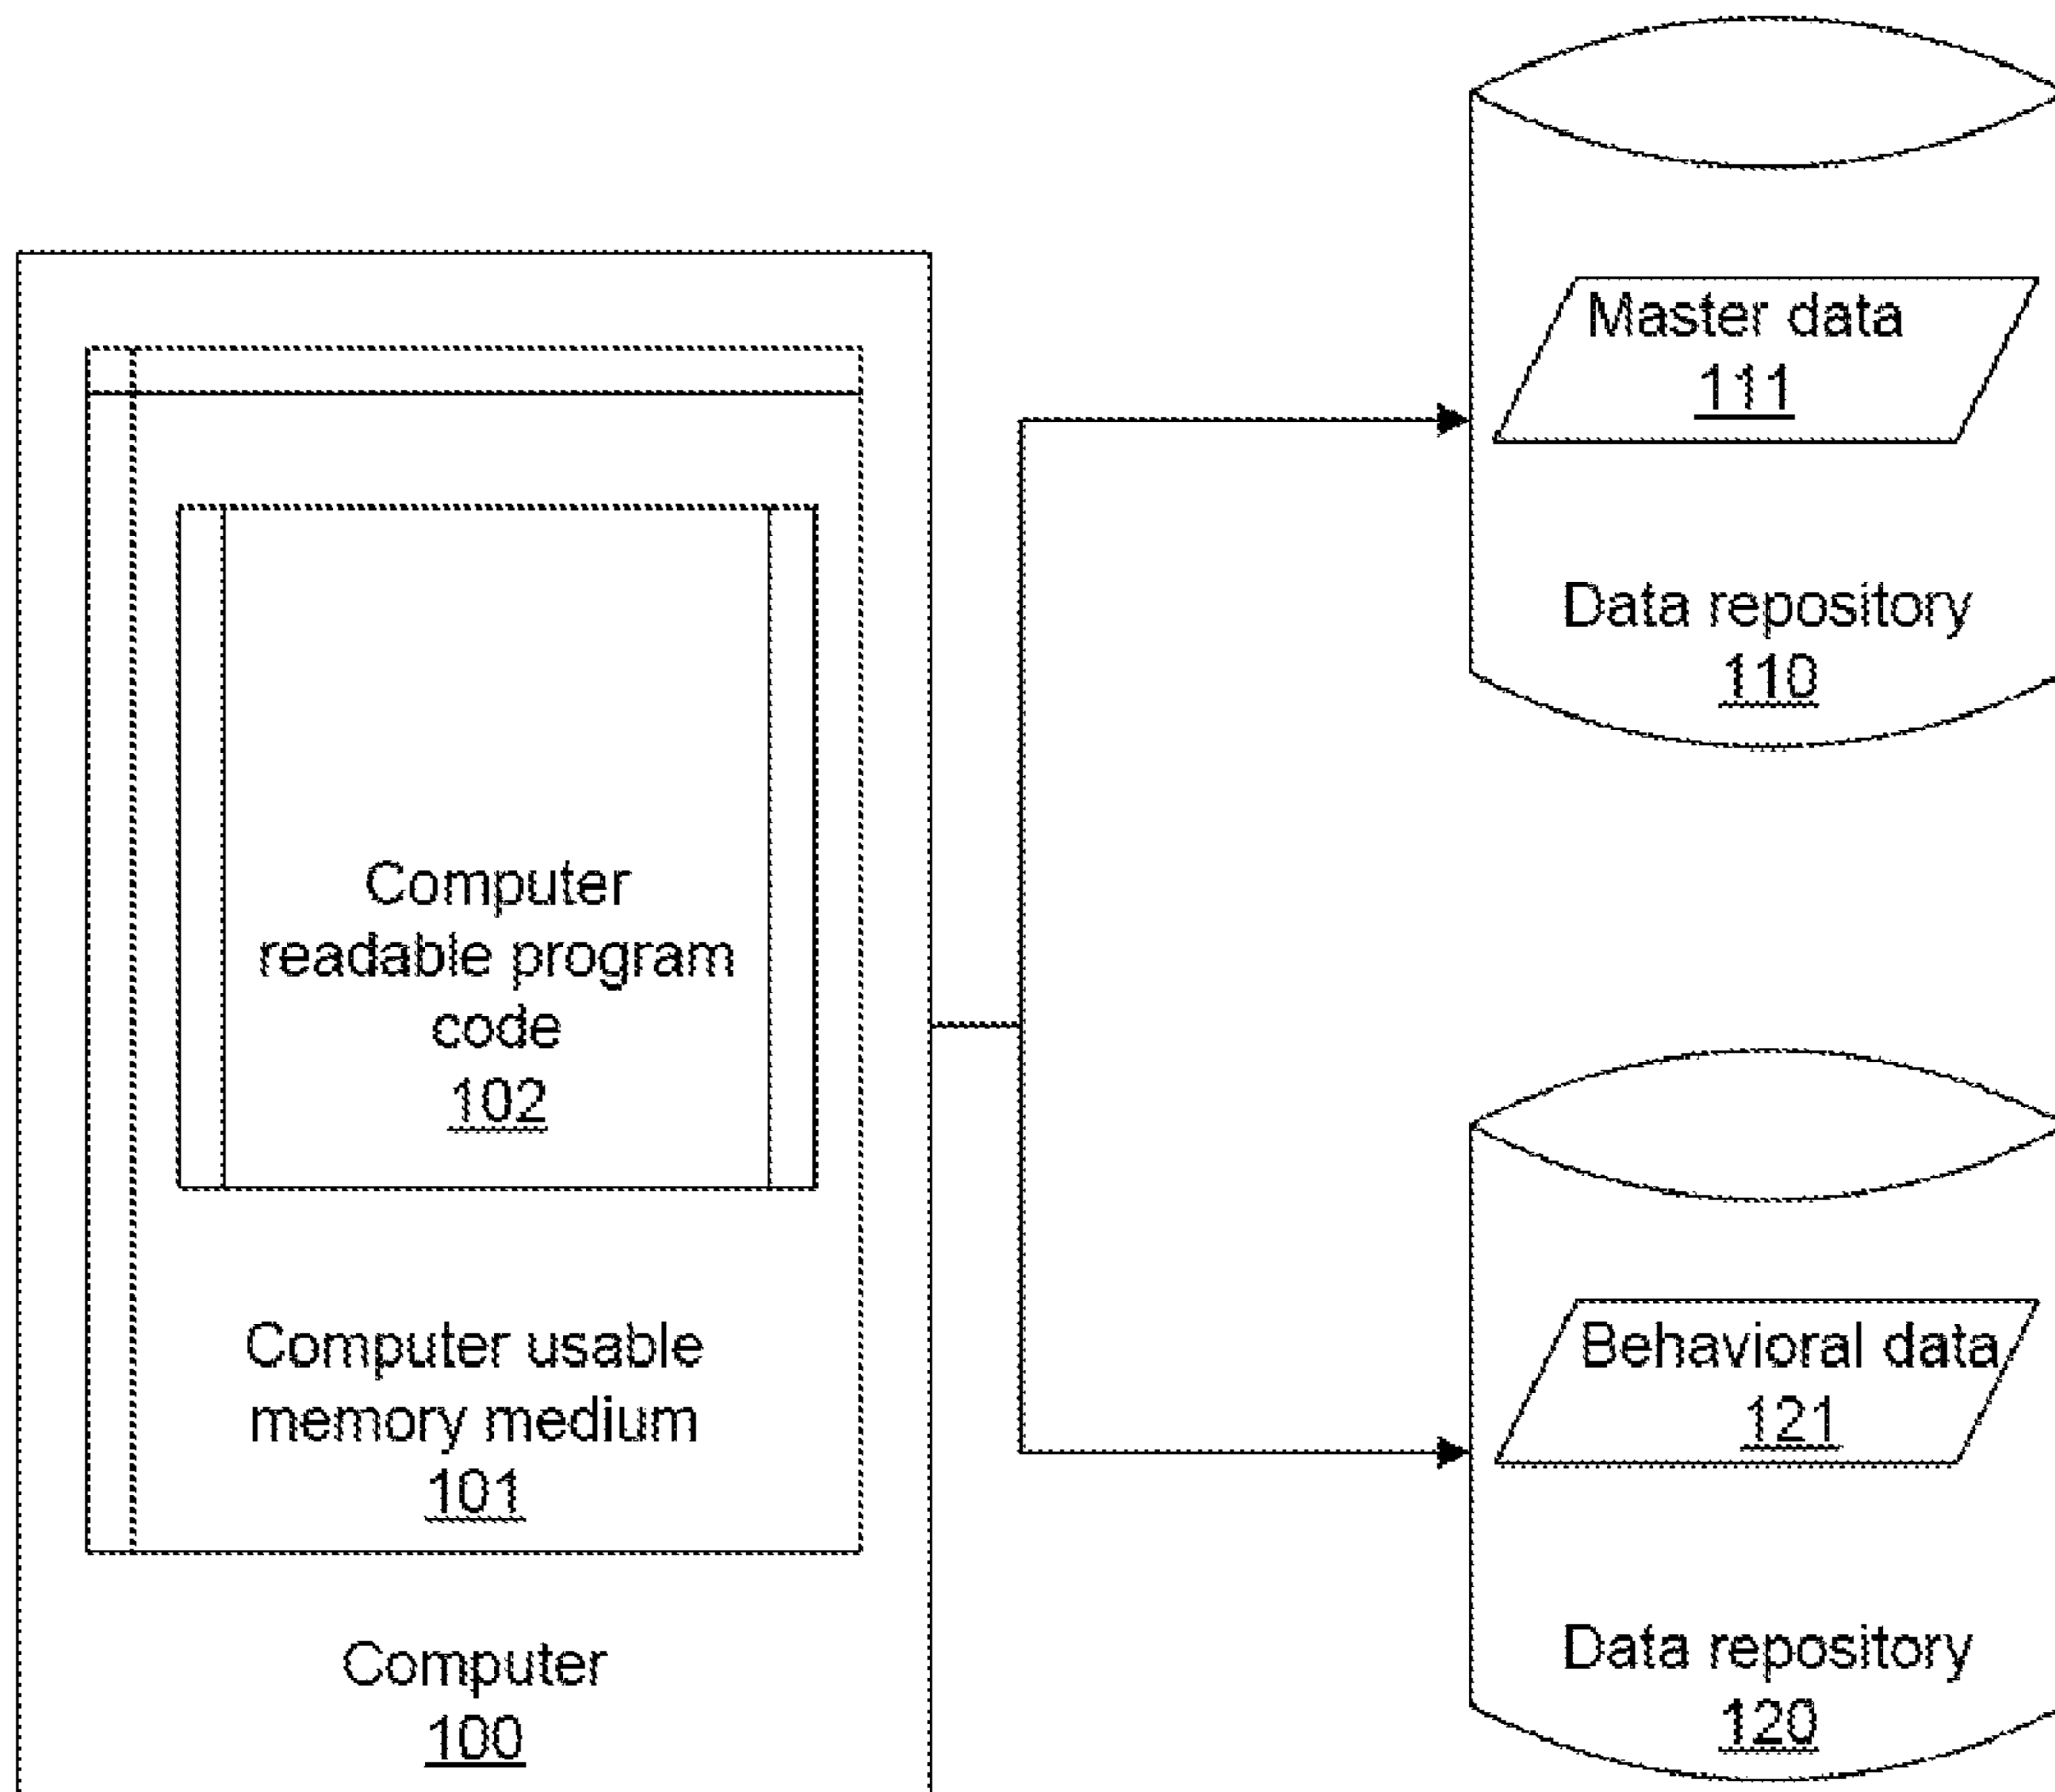 Computer
readable program
code
102
Computer usable
memory medium
101
Computer
100
Master data
111
Data repository
110
Behavioral data
121
Data repository
120